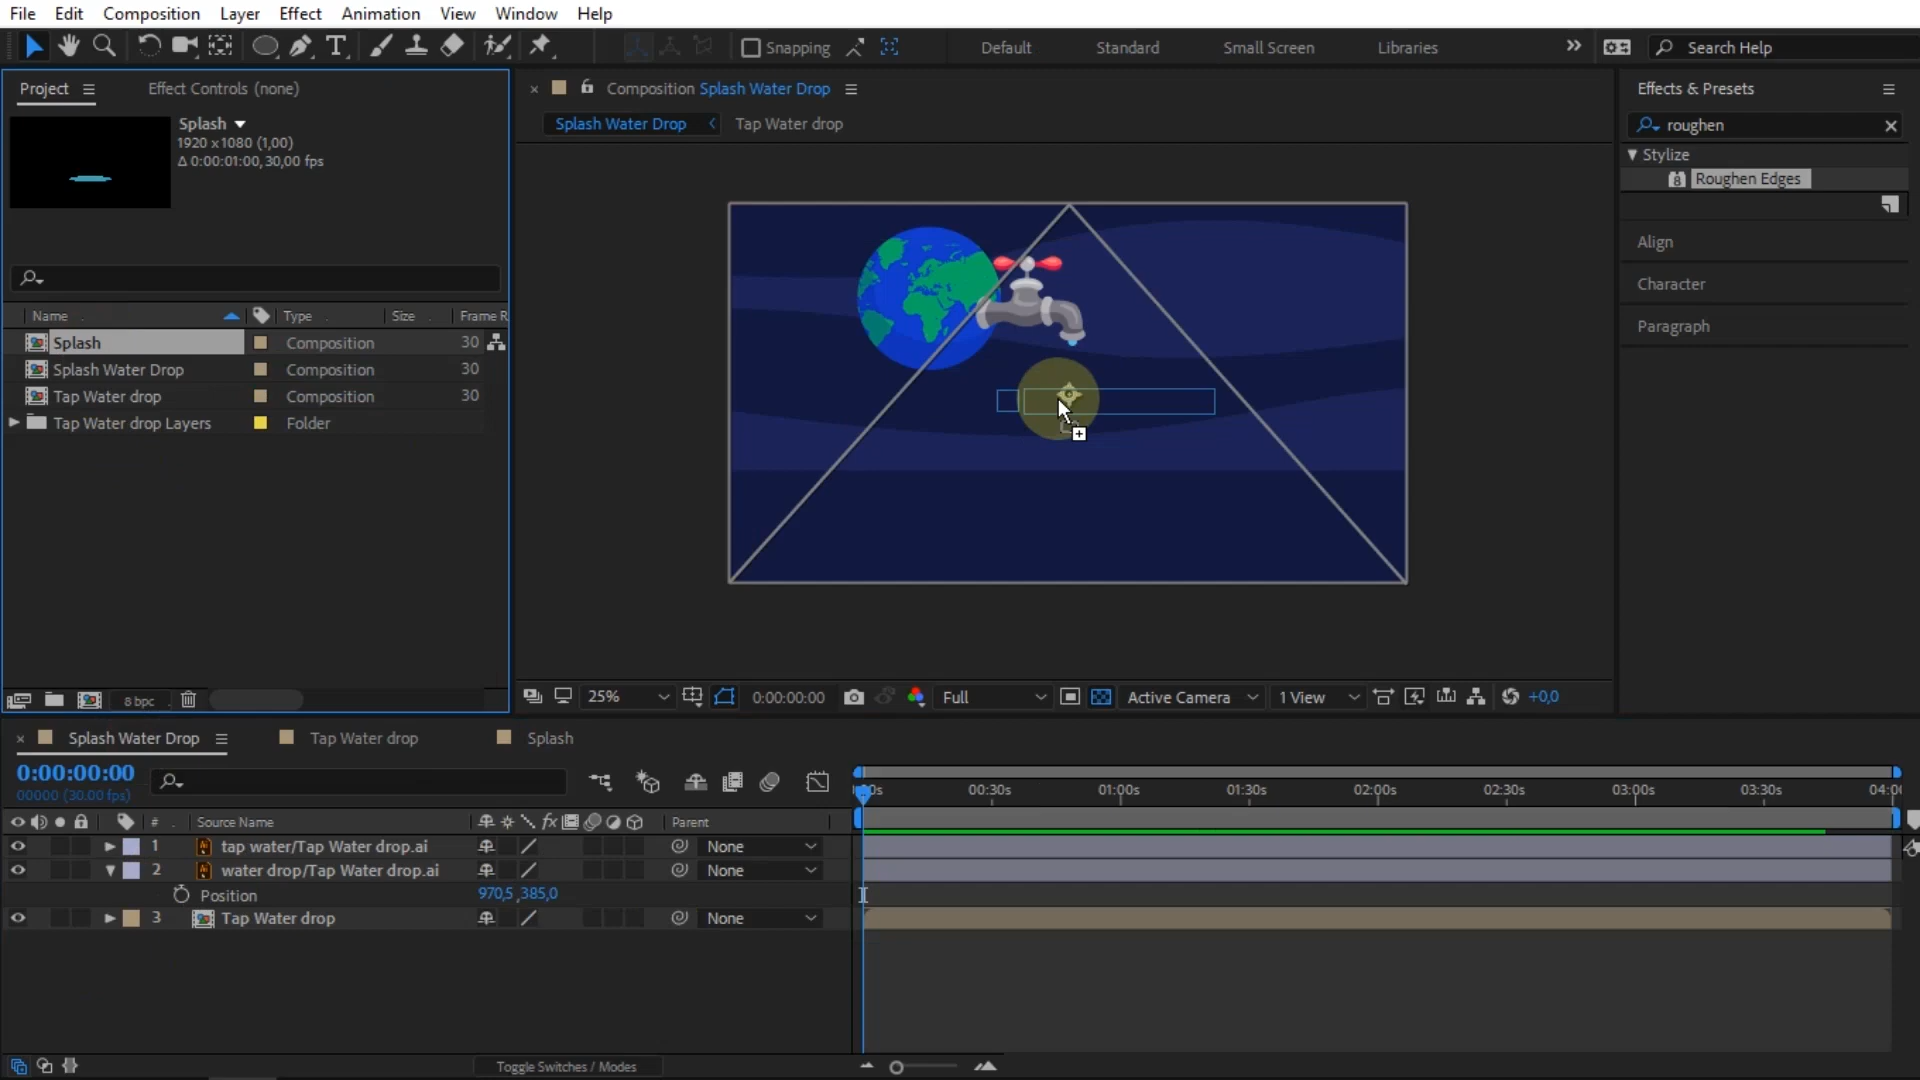 File Edit Composition Layer Effect Animation View Window Help
Snapping Default Standard Small Screen Libraries Search Help
Project Effect Controls (none)
Splash
1920 x1080 (1,00)
Δ 0:00:01:00, 30,00 fps
Name Type Size Frame R
Splash Composition 30
Splash Water Drop Composition 30
Tap Water drop Composition 30
Tap Water drop Layers Folder
8 bpc
Composition Splash Water Drop
Splash Water Drop Tap Water drop
25% 0:00:00:00 Full Active Camera 1 View +0,0
Effects & Presets
roughen
Stylize
8 Roughen Edges
Align
Character
Paragraph
Splash Water Drop Tap Water drop Splash
0:00:00:00
00000 (30.00 fps)
00:30s 01:00s 01:30s 02:00s 02:30s 03:00s 03:30s
# Source Name fx Parent
1 Ai tap water/Tap Water drop.ai None
2 Ai water drop/Tap Water drop.ai None
Position 970,5 ,385,0
3 Tap Water drop None
Toggle Switches / Modes